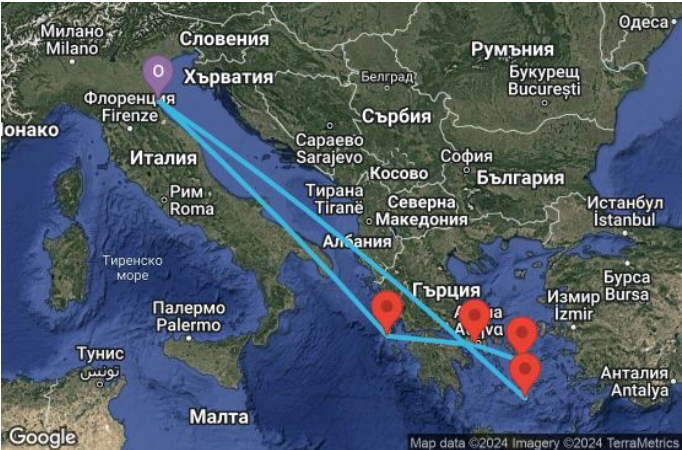 Милано
Milano
Словения
Одеса
Румъния
Хърватия
Букурещ
București
Белград
O
Флоренция
Firenze
Сърбия
онако
Сараево
Sarajevo
Италия
София
Косово
България
Рим
Roma
Тирана
Tiranë
Северна
Македония
Истанбул
İstanbul
Албания
Тиренско
море
Гърция
Бурса
Bursa
Измир
İzmir
Палермо
Palermo
Тунис
تونس
Анталия
Antalya
Малта
Google
Map data ©2024 Imagery ©2024 TerraMetrics